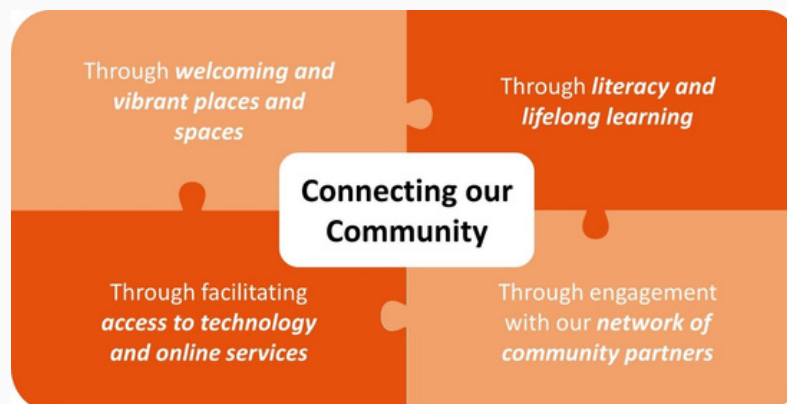 Through welcoming and
vibrant places and
spaces
Through literacy and
lifelong learning
Connecting our
Community
Through facilitating
access to technology
and online services
Through engagement
with our network of
community partners